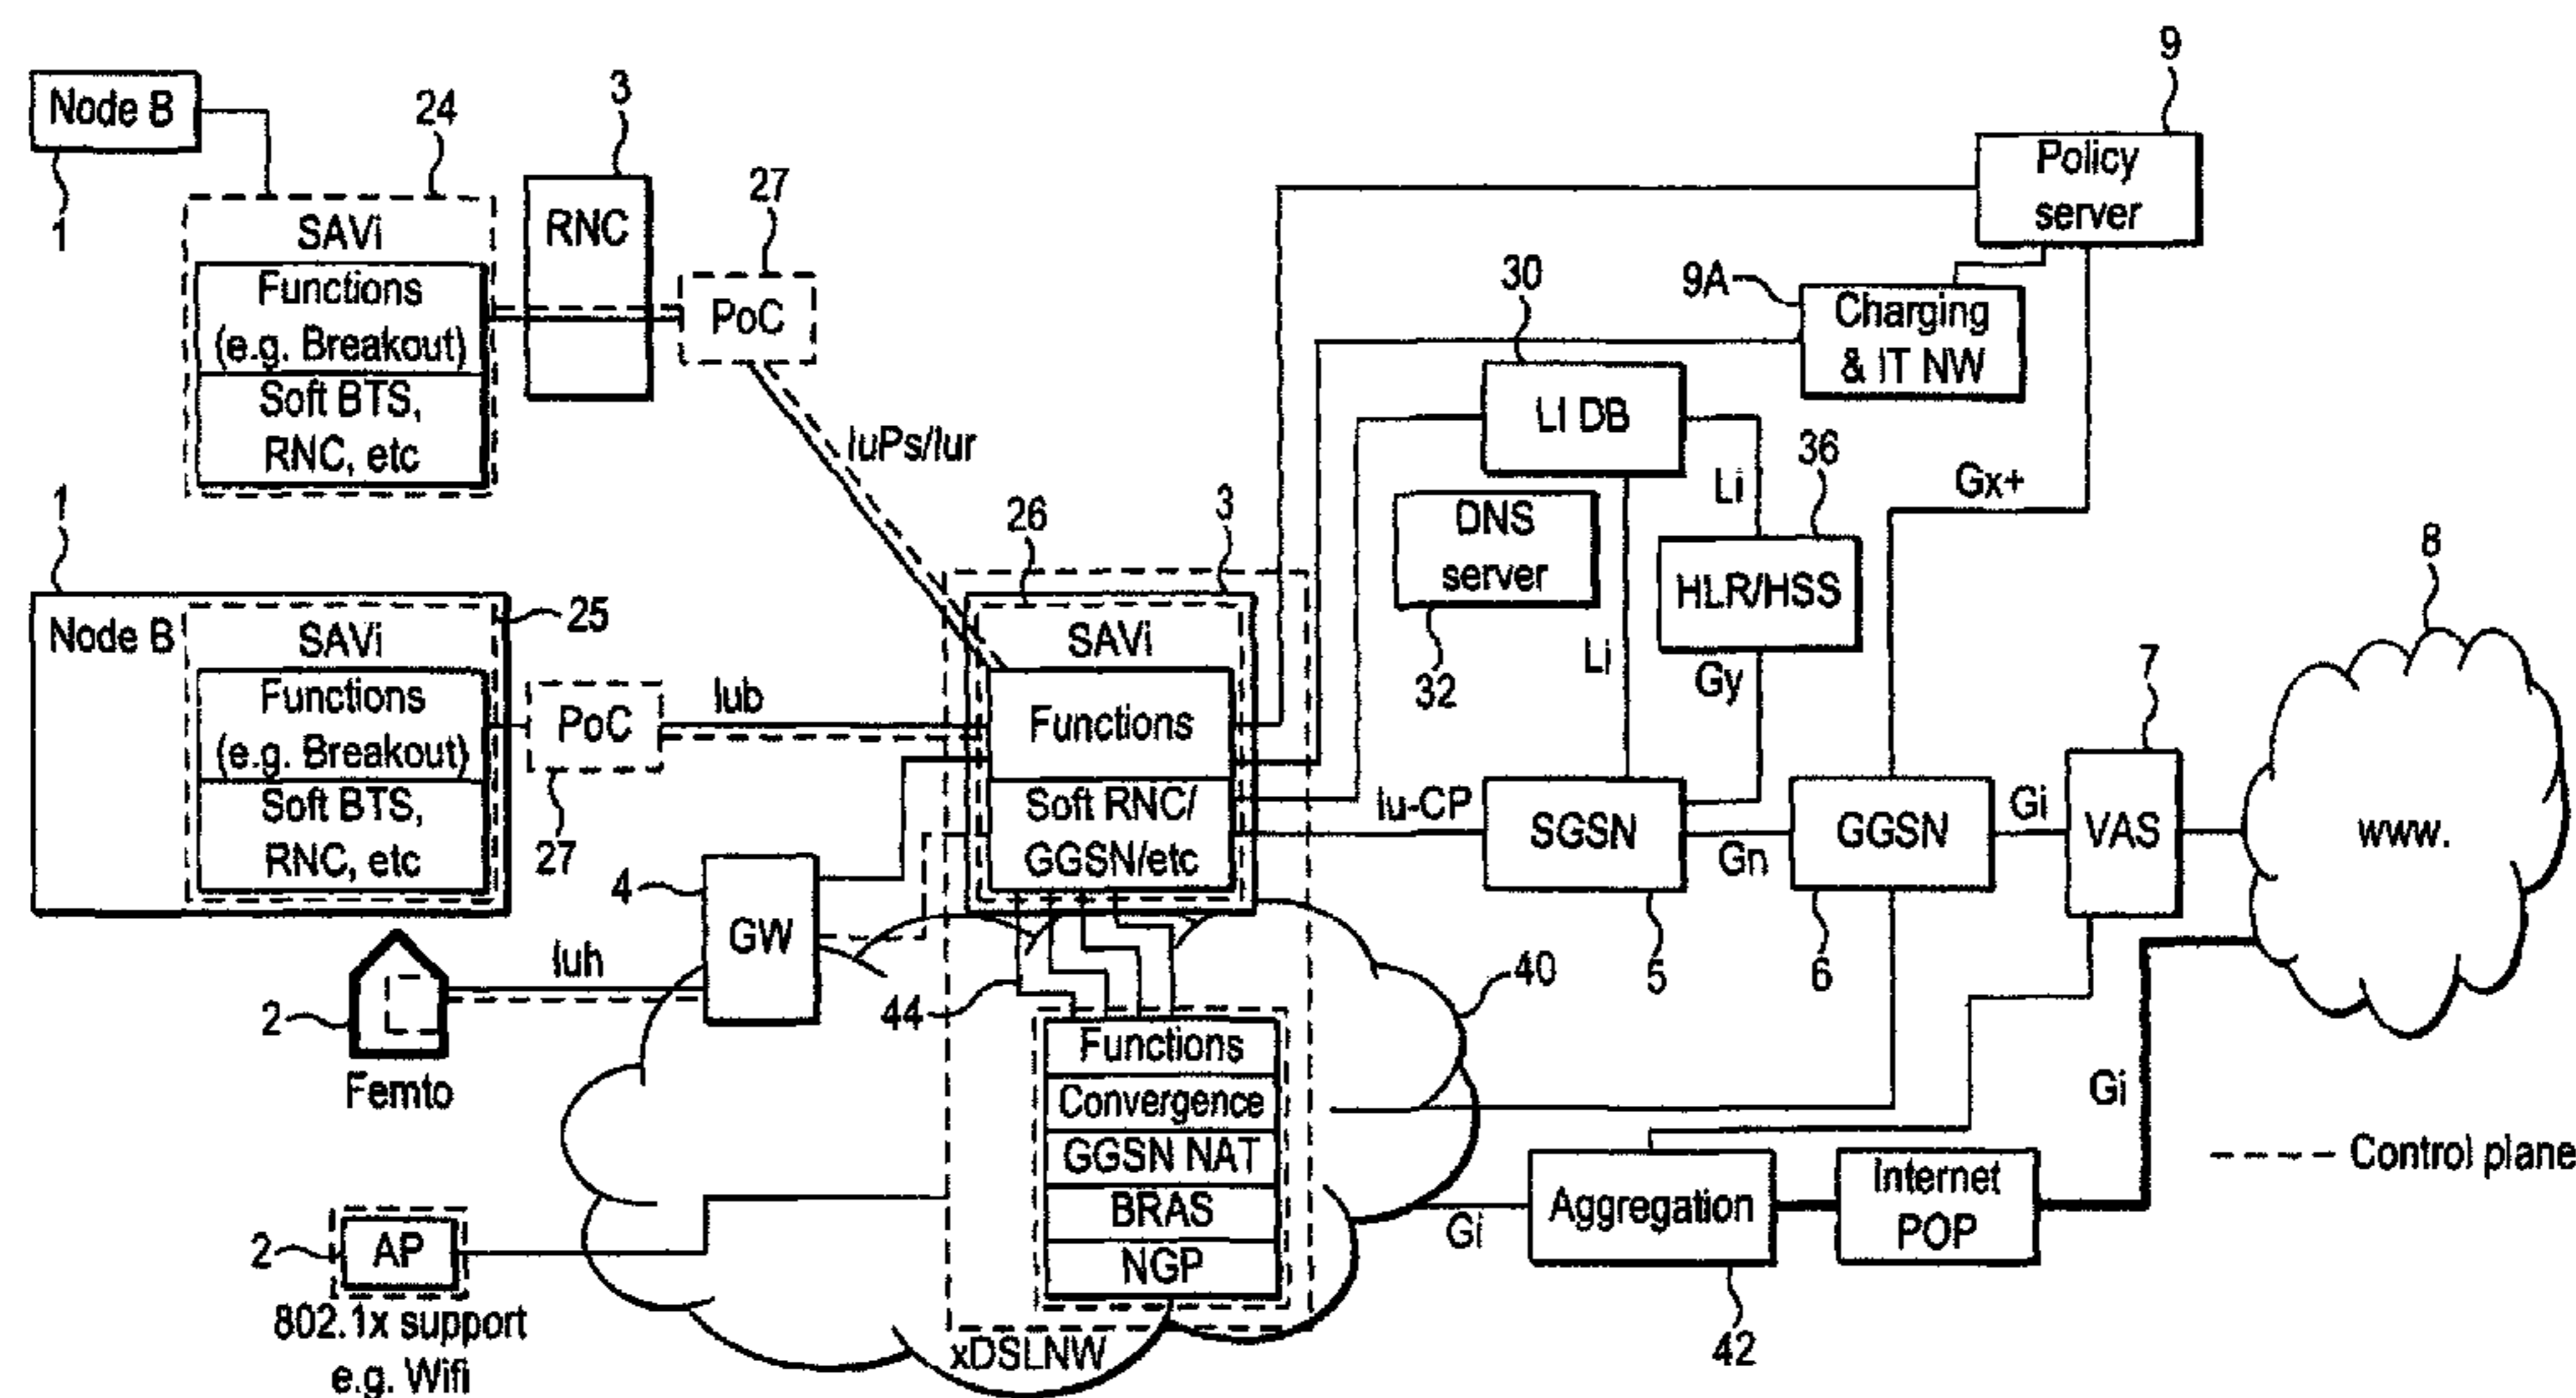 9
Node B
1
24
3
27
Policy
server
SAVi
RNC
PoC
Functions
(e.g. Breakout)
Soft BTS,
RNC, etc
30
9A
Charging
& IT NW
LI DB
IuPs/Iur
Li
36
Gx+
1
26
3
DNS
server
HLR/HSS
8
Node B
25
SAVi
Functions
(e.g. Breakout)
Soft BTS,
RNC, etc
PoC
27
Iub
SAVi
Functions
Soft RNC/
GGSN/etc
32
Li
Gy
7
Iu-CP
SGSN
Gn
GGSN
Gi
VAS
www.
4
GW
5
6
Iuh
2
Femto
44
40
Functions
Convergence
GGSN NAT
BRAS
NGP
Gi
Control plane
2
AP
802.1x support
e.g. Wifi
xDSLNW
Gi
Aggregation
Internet
POP
42